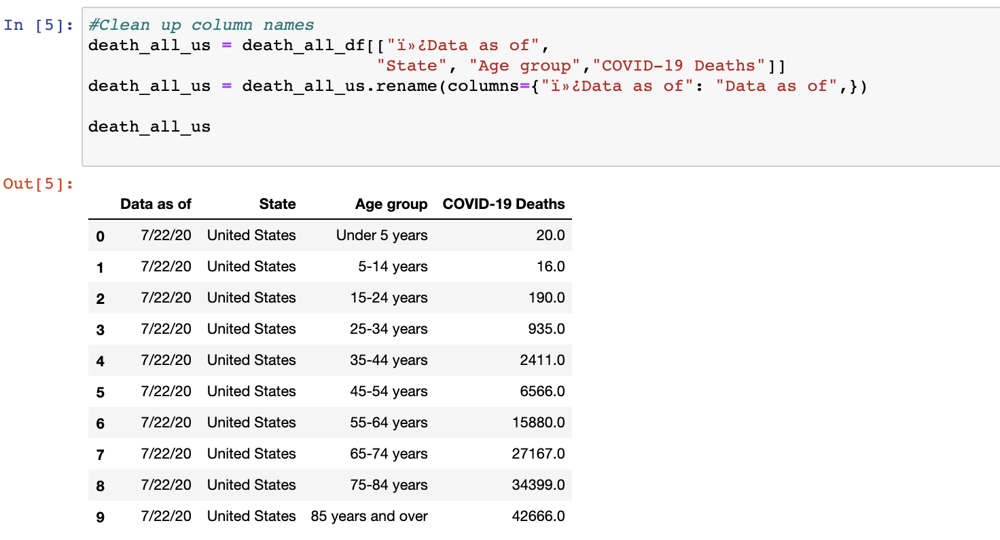 In [5]: #Clean up column names
death_all_us = death_all_df[["ï»¿Data as of",
"State", "Age group","COVID-19 Deaths"]]
death_all_us = death_all_us.rename(columns={"ï»¿Data as of": "Data as of",})
death_all_us
Out[5]:
Data as of State Age group COVID-19 Deaths
0 7/22/20 United States Under 5 years 20.0
1 7/22/20 United States 5-14 years 16.0
2 7/22/20 United States 15-24 years 190.0
3 7/22/20 United States 25-34 years 935.0
4 7/22/20 United States 35-44 years 2411.0
5 7/22/20 United States 45-54 years 6566.0
6 7/22/20 United States 55-64 years 15880.0
7 7/22/20 United States 65-74 years 27167.0
8 7/22/20 United States 75-84 years 34399.0
9 7/22/20 United States 85 years and over 42666.0